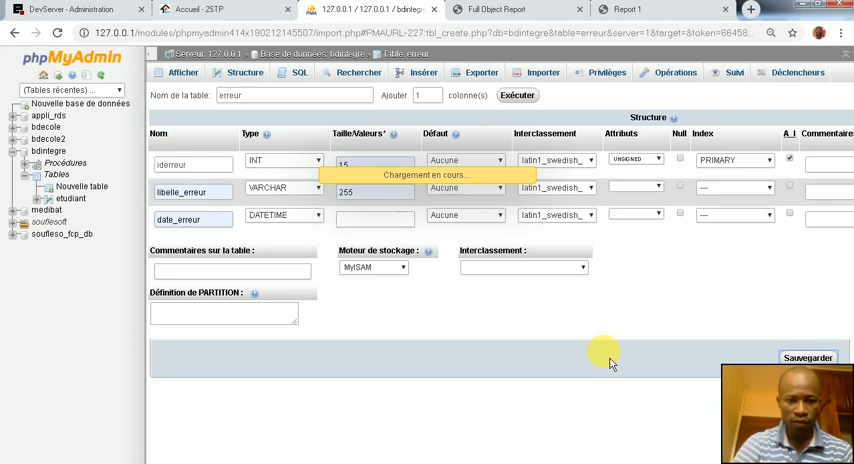 DevServer - Administration
Accueil - 2STP
127.0.0.1 / 127.0.0.1 / bdintegre
Full Object Report
Report 1
127.0.0.1/modules/phpmyadmin414x190212145507/import.php#PMAURL-227:tbl_create.php?db=bdintegre&table=erreur&server=1&target=&token=66458...
phpMyAdmin
(Tables récentes) ...
Nouvelle base de données
appli_rds
bdecole
bdecole2
bdintegre
Procédures
Tables
Nouvelle table
etudiant
medibat
souflesoft
soufleso_fcp_db
Serveur: 127.0.0.1 » Base de données: bdintegre » Table: erreur
Afficher Structure SQL Rechercher Insérer Exporter Importer Privilèges Opérations Suivi Déclencheurs
Nom de la table: erreur Ajouter 1 colonne(s) Exécuter
Structure
Nom Type Taille/Valeurs* Défaut Interclassement Attributs Null Index A_I Commentaires
iderreur INT 15 Aucune latin1_swedish_ UNSIGNED PRIMARY
Chargement en cours...
libelle_erreur VARCHAR 255 Aucune latin1_swedish_ ---
date_erreur DATETIME Aucune latin1_swedish_ ---
Commentaires sur la table : Moteur de stockage : Interclassement :
MyISAM
Définition de PARTITION :
Sauvegarder